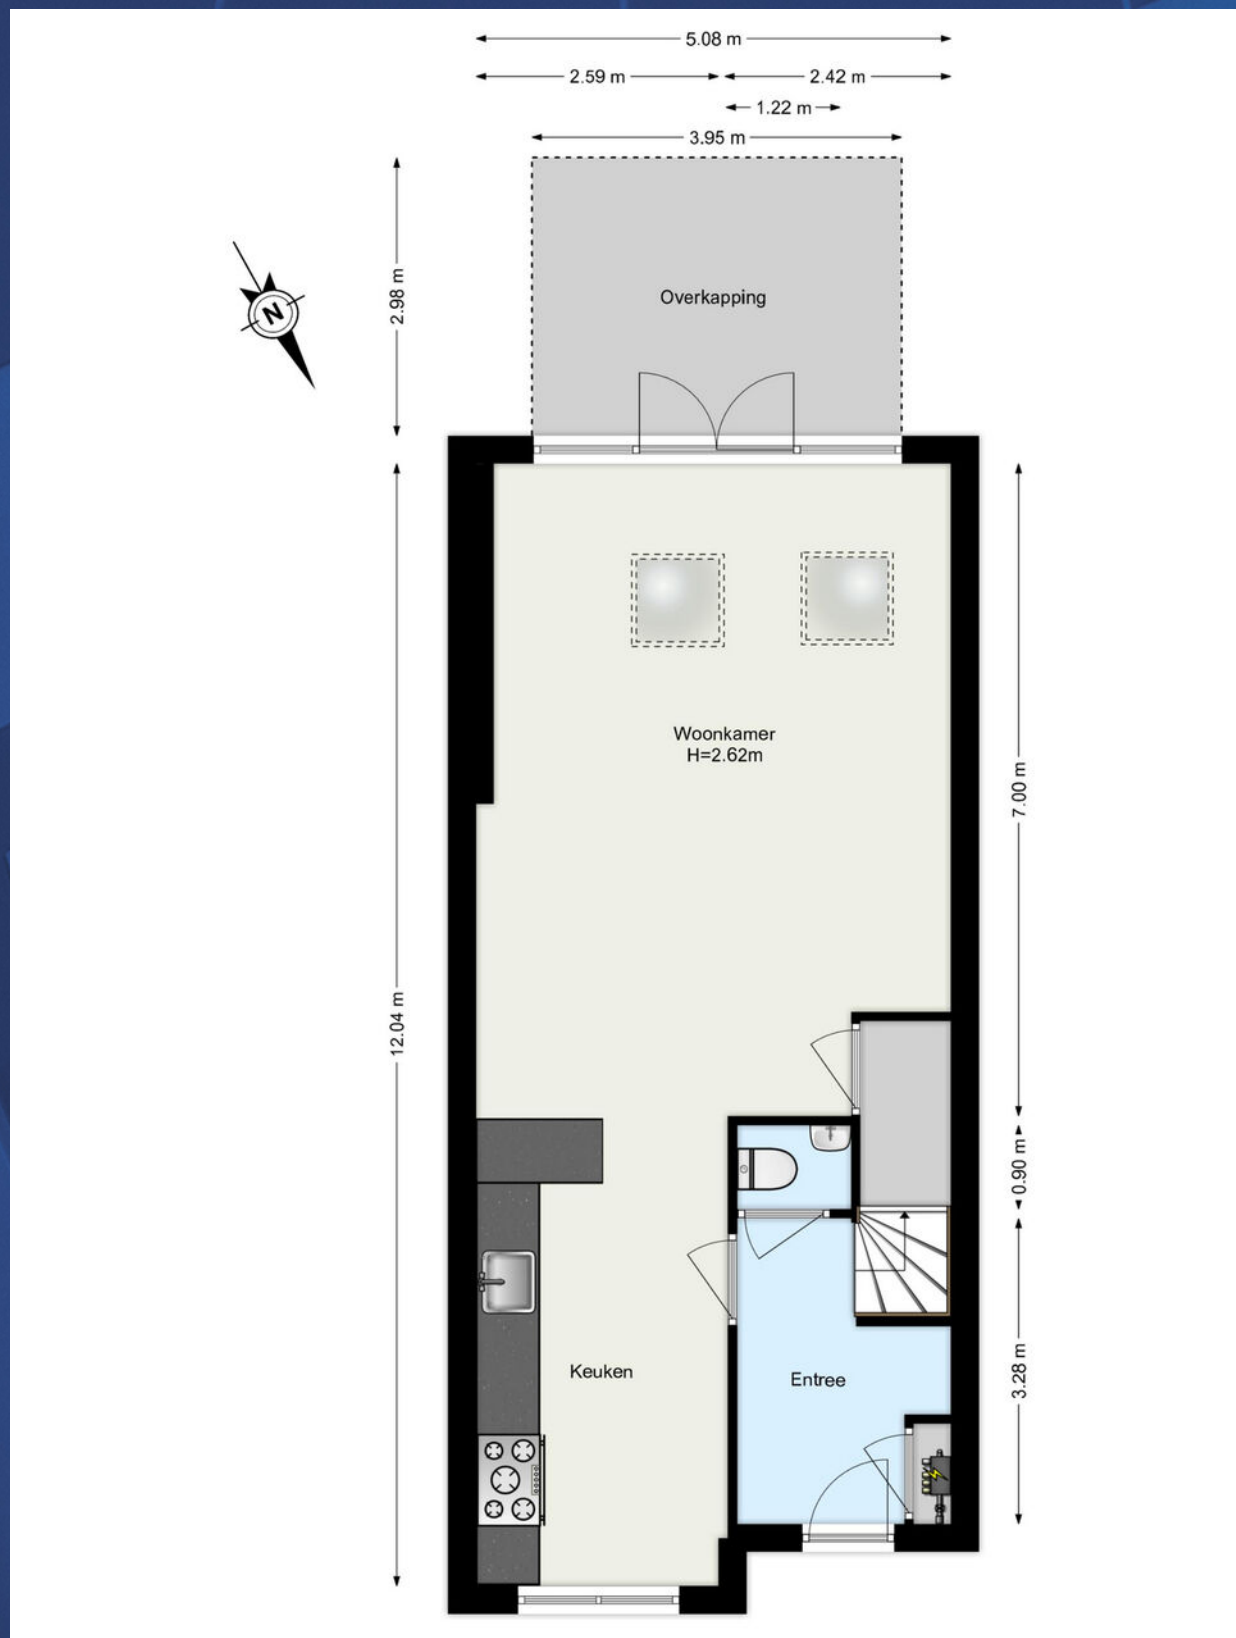 5.08 m
2.59 m
2.42 m
1.22 m
3.95 m
2.98 m
N
Overkapping
Woonkamer
H=2.62m
7.00 m
12.04 m
0.90 m
Keuken
Entree
3.28 m